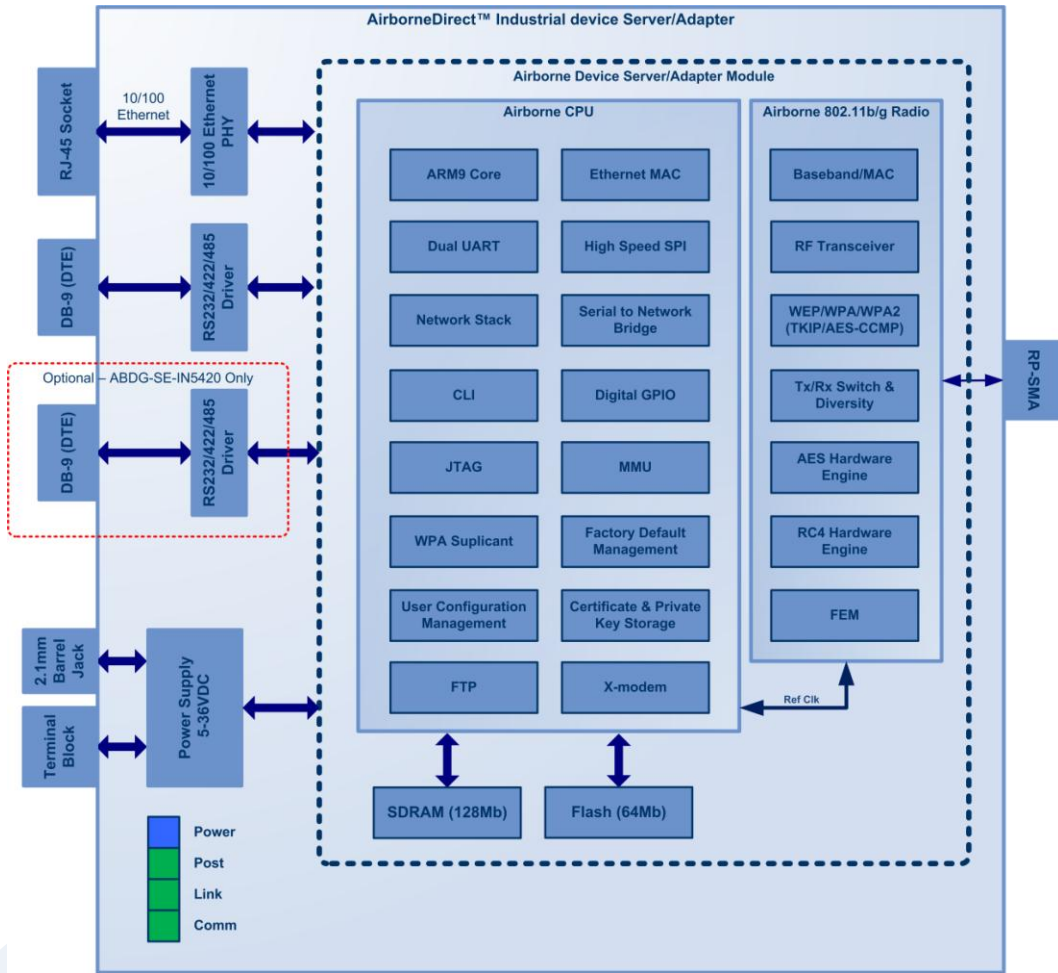 AirborneDirect™ Industrial device Server/Adapter
RJ-45 Socket
10/100
Ethernet
10/100 Ethernet
PHY
DB-9 (DTE)
RS232/422/485
Driver
Optional – ABDG-SE-IN5420 Only
DB-9 (DTE)
RS232/422/485
Driver
2.1mm
Barrel
Jack
Terminal
Block
Power Supply
5-36VDC
Power
Post
Link
Comm
Airborne Device Server/Adapter Module
Airborne CPU
ARM9 Core
Ethernet MAC
Dual UART
High Speed SPI
Network Stack
Serial to Network
Bridge
CLI
Digital GPIO
JTAG
MMU
WPA Suplicant
Factory Default
Management
User Configuration
Management
Certificate & Private
Key Storage
FTP
X-modem
SDRAM (128Mb)
Flash (64Mb)
Airborne 802.11b/g Radio
Baseband/MAC
RF Transceiver
WEP/WPA/WPA2
(TKIP/AES-CCMP)
Tx/Rx Switch &
Diversity
AES Hardware
Engine
RC4 Hardware
Engine
FEM
Ref Clk
RP-SMA